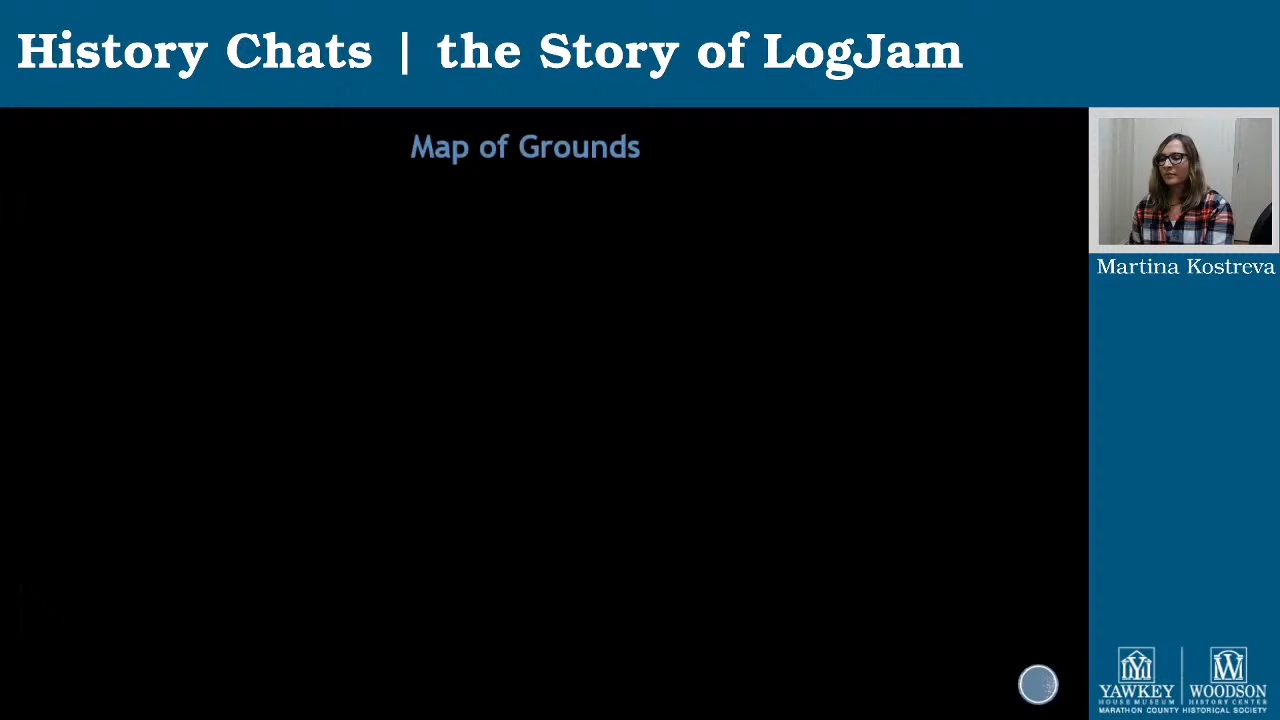 History Chats | the Story of LogJam
Map of Grounds
Martina Kostreva
YAWKEY
HOUSE MUSEUM
WOODSON
HISTORY CENTER
MARATHON COUNTY HISTORICAL SOCIETY